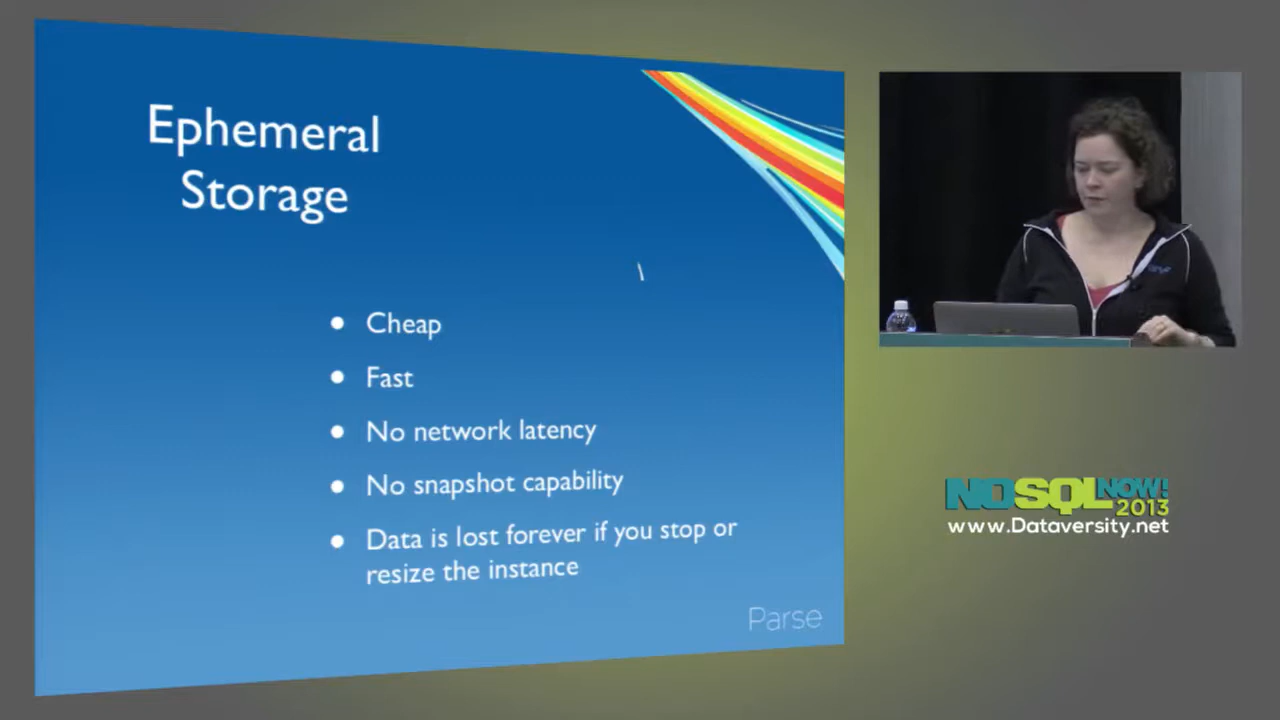 Ephemeral
Storage
● Cheap
● Fast
● No network latency
● No snapshot capability
● Data is lost forever if you stop or
resize the instance
Parse
NOSQL NOW!
2013
www.Dataversity.net